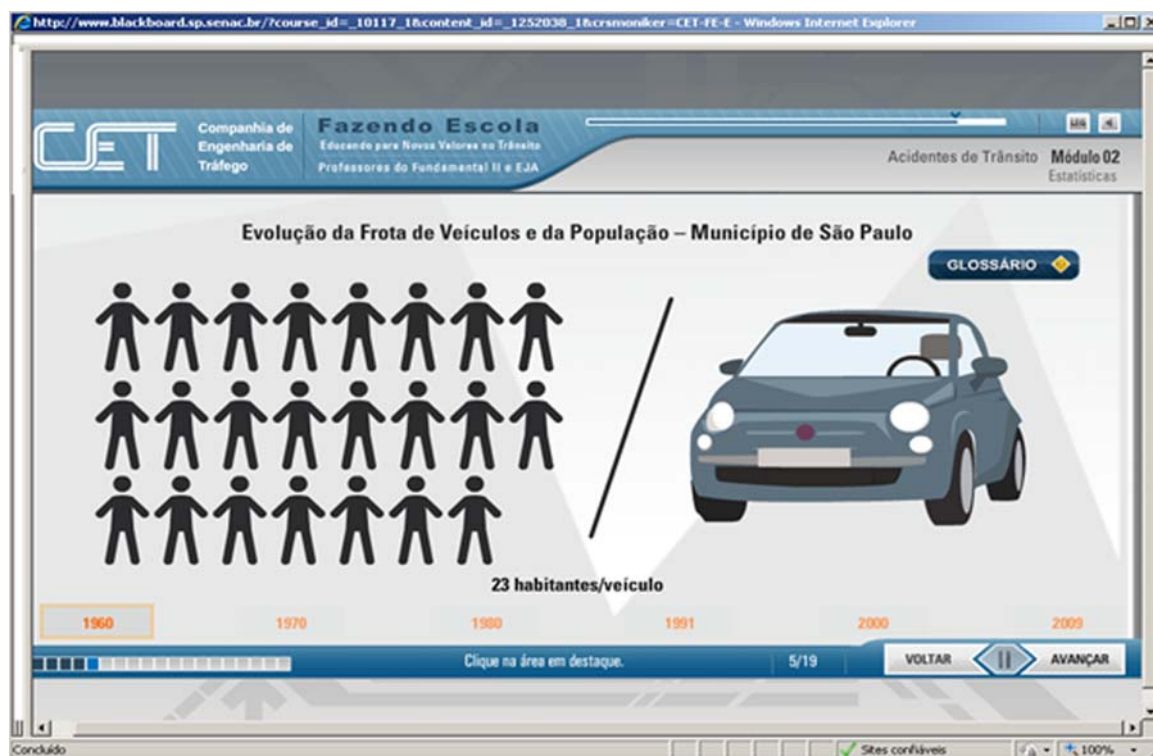 http://www.blackboard.sp.senac.br/?course_id=_10117_1&content_id=_1252038_1&crsmoniker=CET-FE-E - Windows Internet Explorer
CET
Companhia de
Engenharia de
Tráfego
Fazendo Escola
Educando para Novos Valores no Trânsito
Professores do Fundamental II e EJA
Acidentes de Trânsito Módulo 02
Estatísticas
Evolução da Frota de Veículos e da População – Município de São Paulo
GLOSSÁRIO
23 habitantes/veículo
1960 1970 1980 1991 2000 2009
Clique na área em destaque.
5/19
VOLTAR
AVANÇAR
Concluído
Sites confiáveis
100%